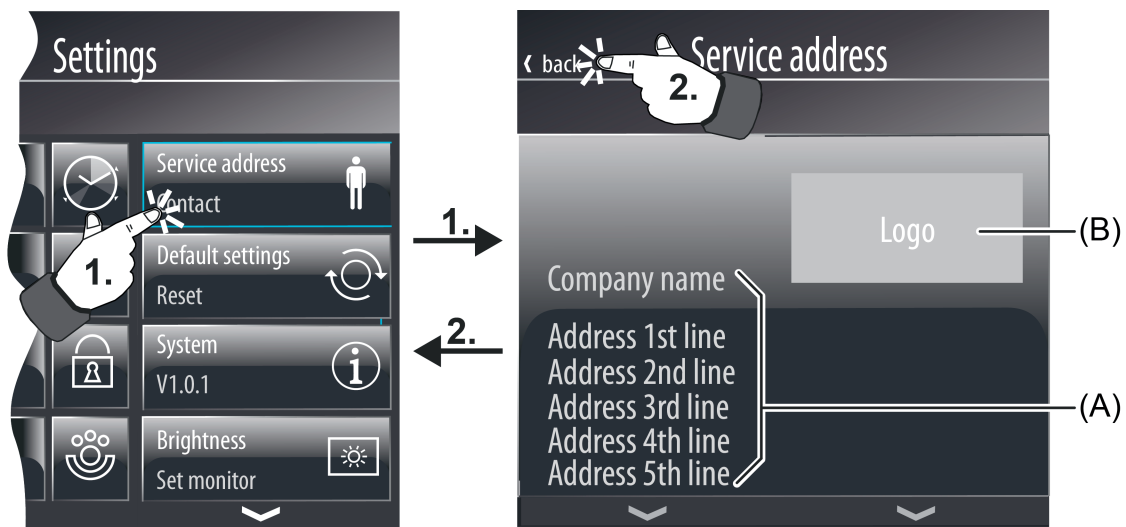 Settings
Service address
Contact
Default settings
Reset
System
V1.0.1
Brightness
Set monitor
1.
1.
2.
‹ back
2.
Service address
Logo
(B)
Company name
Address 1st line
Address 2nd line
Address 3rd line
Address 4th line
Address 5th line
(A)